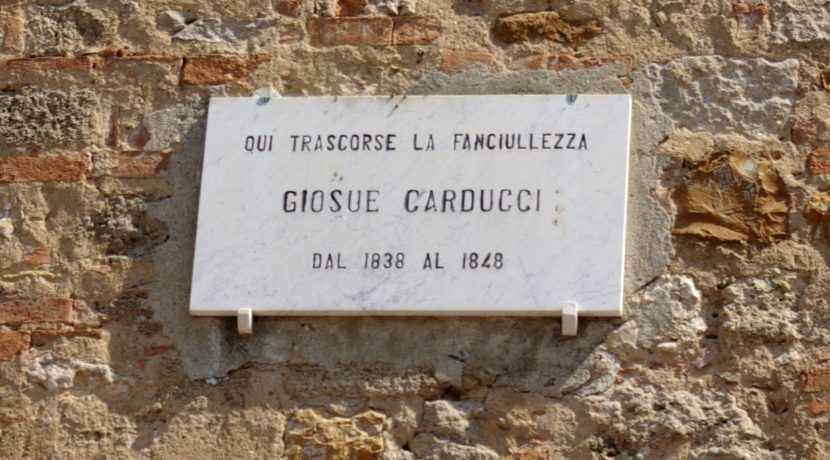 QUI TRASCORSE LA FANCIULLEZZA
GIOSUE CARDUCCI
DAL 1838 AL 1848